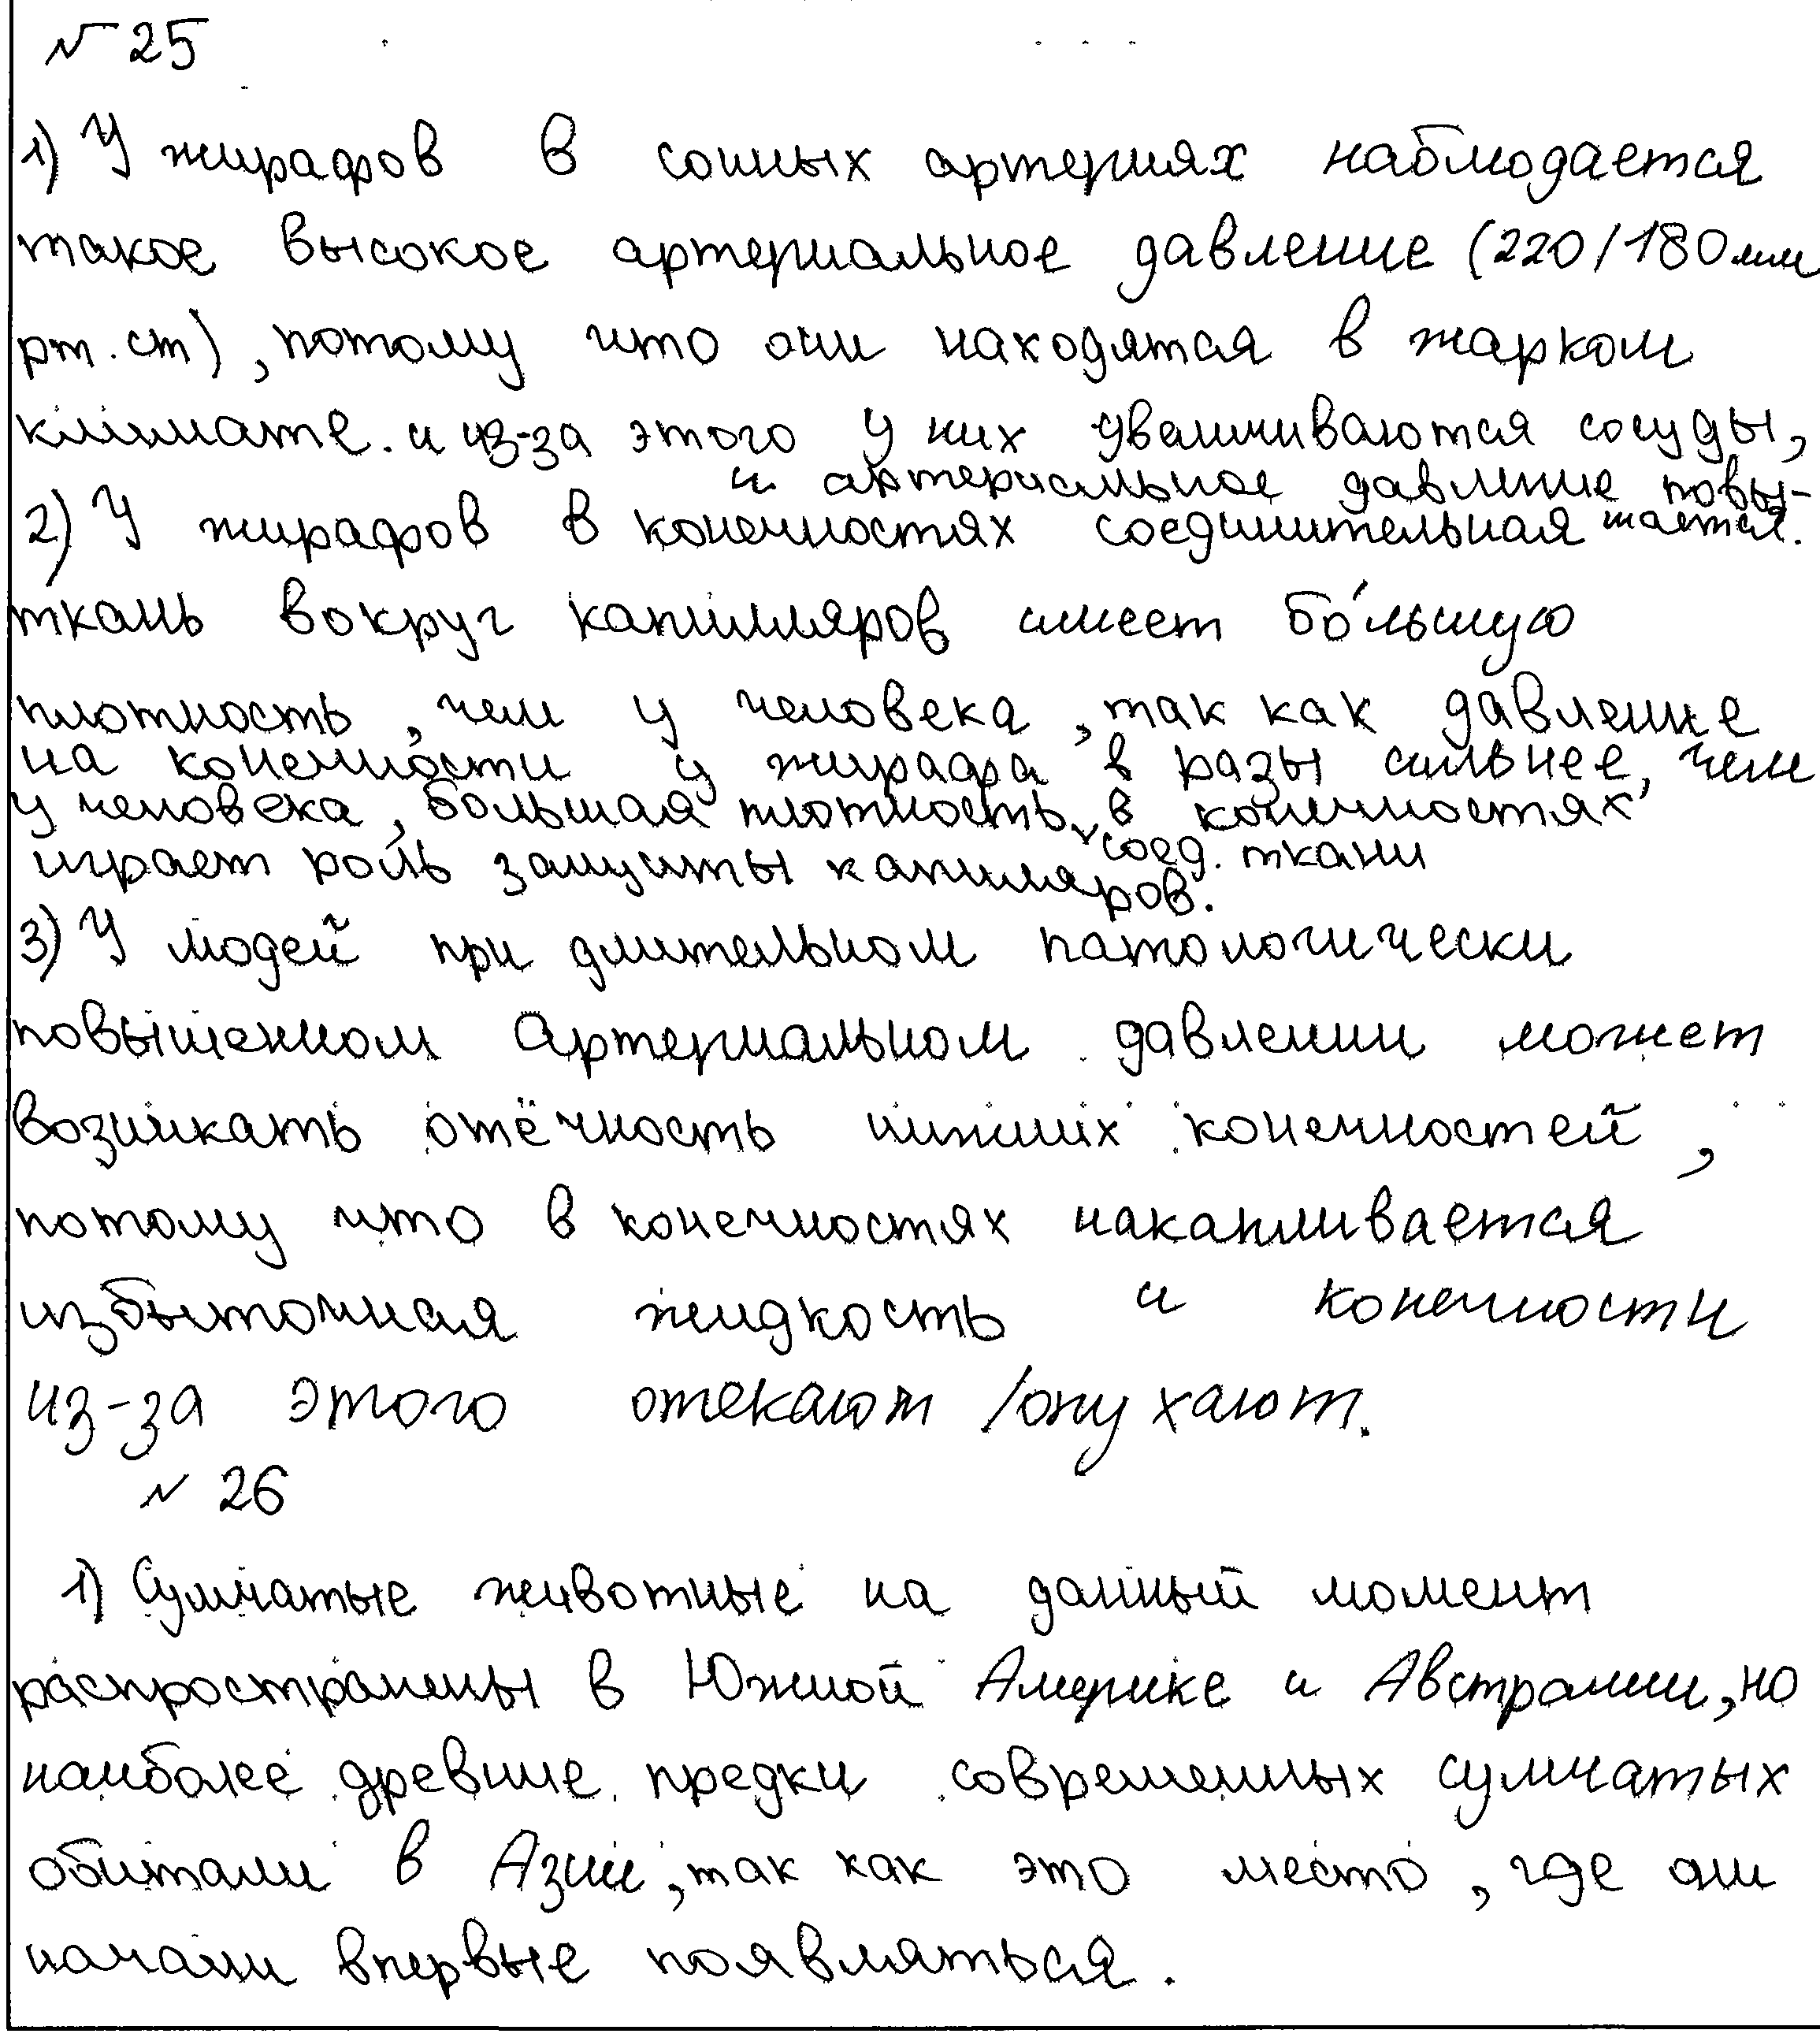 № 25
1) У жирафов в сонных артериях наблюдается
такое высокое артериальное давление (220/180 мм
рт. ст), потому что они находятся в жарком
климате. и из-за этого у них увеличиваются сосуды,
и артериальное давление повы-
шается.
2) У жирафов в конечностях соединительная
ткань вокруг капилляров имеет бо́льшую
плотность, чем у человека, так как давление
на конечности у жирафа в разы сильнее, чем
у человека, большая плотность в конечностях
соед. ткани
играет роль защиты капиляров.
3) У людей при длительном патологически
повышенном артериальном давлении может
возникать отёчность нижних конечностей,
потому что в конечностях накапливается
избыточная жидкость и конечности
из-за этого отекают/опухают.
№ 26
1) Сумчатые животные на данный момент
распространены в Южной Америке и Австралии, но
наиболее древние предки современных сумчатых
обитали в Азии, так как это место, где они
начали впервые появляться.